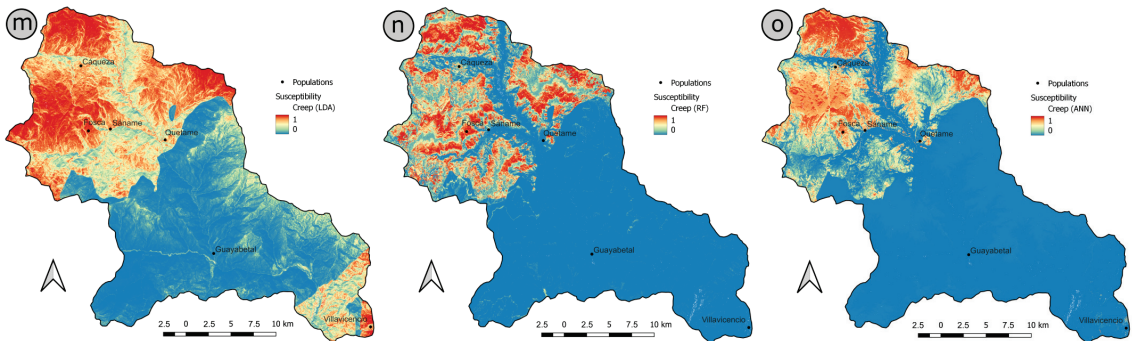 m
Cáqueza
Fosca
Sáname
Quetame
Guayabetal
Villavicencio
Populations
Susceptibility
Creep (LDA)
1
0
2.5 0 2.5 5 7.5 10 km
n
Cáqueza
Fosca
Sáname
Quetame
Guayabetal
Villavicencio
Populations
Susceptibility
Creep (RF)
1
0
2.5 0 2.5 5 7.5 10 km
o
Cáqueza
Fosca
Sáname
Quetame
Guayabetal
Villavicencio
Populations
Susceptibility
Creep (ANN)
1
0
2.5 0 2.5 5 7.5 10 km